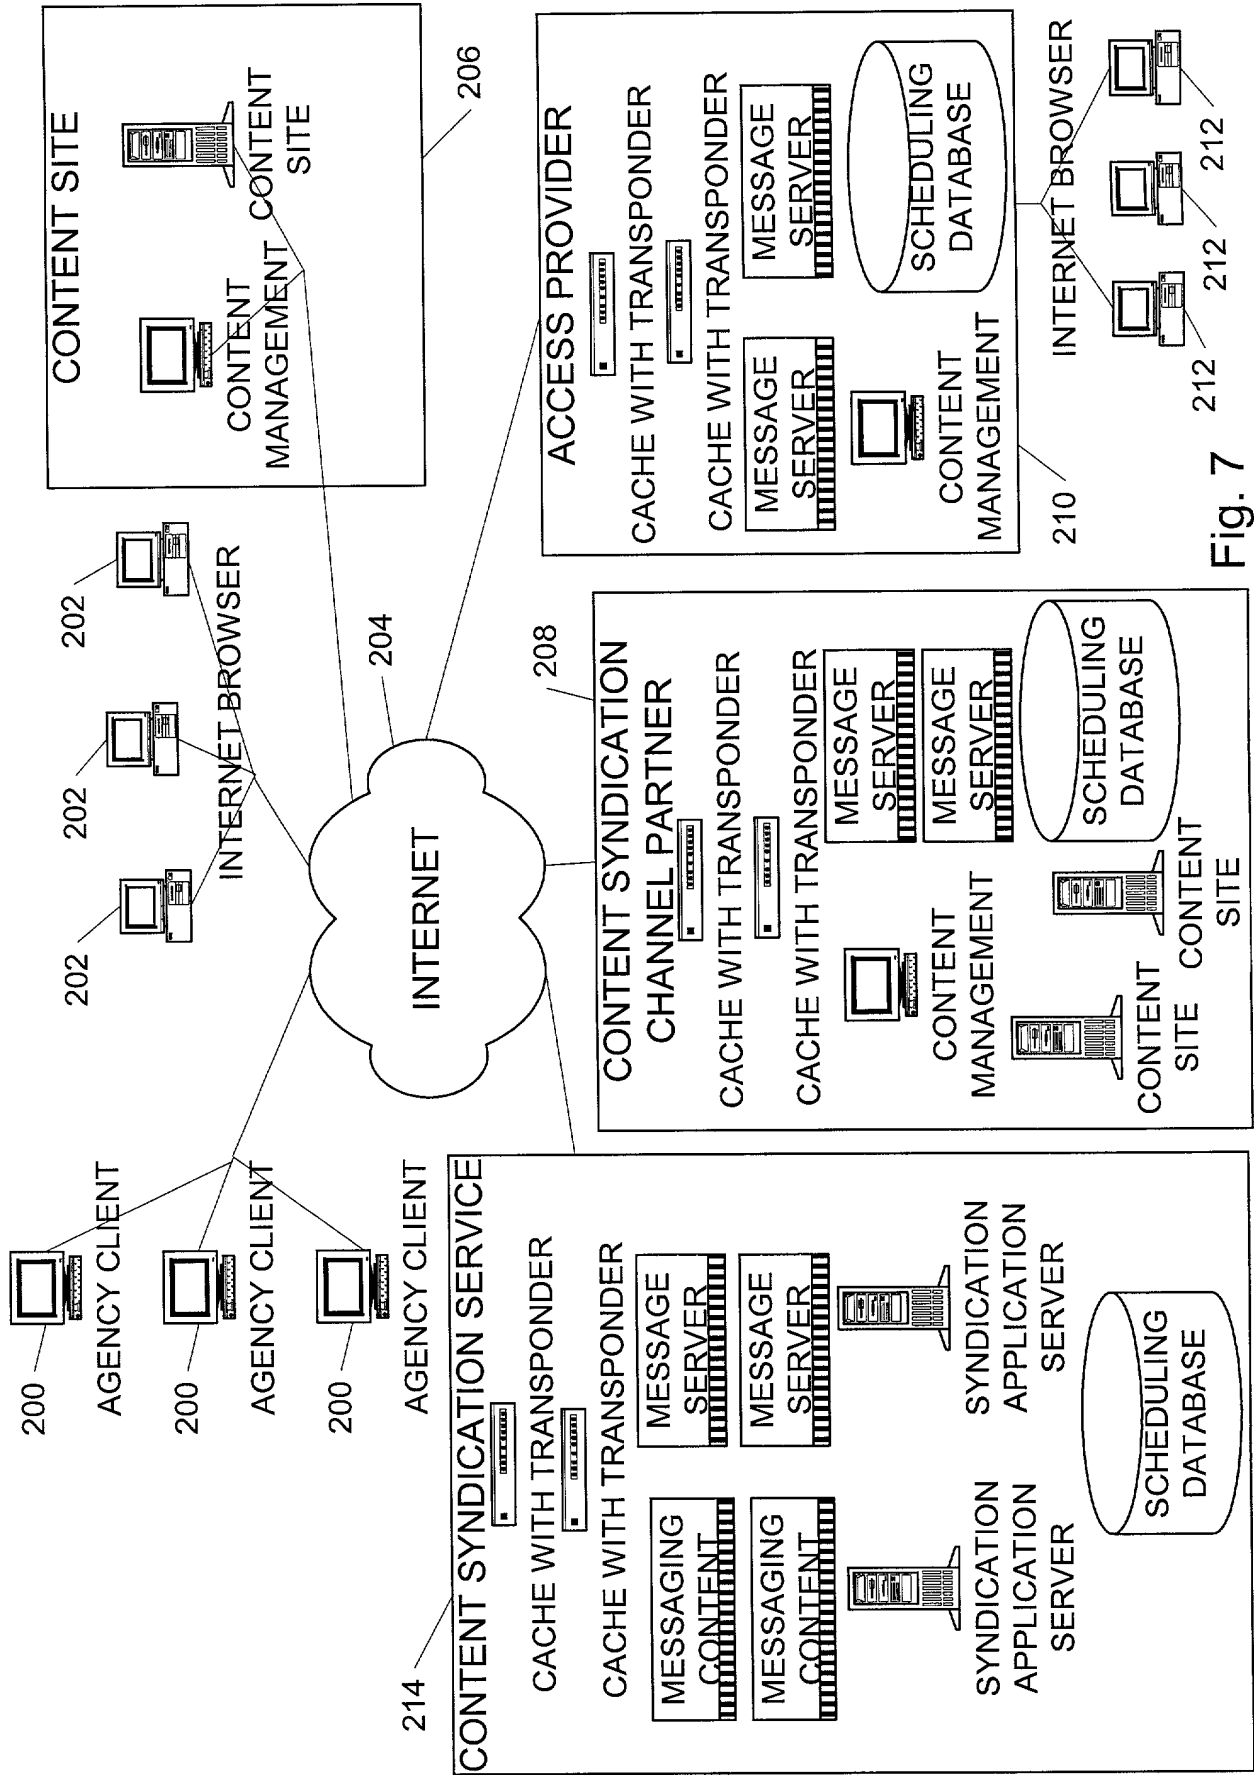 200
AGENCY CLIENT
200
AGENCY CLIENT
200
AGENCY CLIENT
202
202
202
INTERNET BROWSER
CONTENT SITE
CONTENT
MANAGEMENT
CONTENT
SITE
206
INTERNET
204
214
CONTENT SYNDICATION SERVICE
CACHE WITH TRANSPONDER
CACHE WITH TRANSPONDER
MESSAGING
CONTENT
MESSAGE
SERVER
MESSAGING
CONTENT
MESSAGE
SERVER
SYNDICATION
APPLICATION
SERVER
SYNDICATION
APPLICATION
SERVER
SCHEDULING
DATABASE
208
CONTENT SYNDICATION
CHANNEL PARTNER
CACHE WITH TRANSPONDER
CACHE WITH TRANSPONDER
MESSAGE
SERVER
MESSAGE
SERVER
CONTENT
MANAGEMENT
CONTENT
SITE
CONTENT
SITE
SCHEDULING
DATABASE
ACCESS PROVIDER
CACHE WITH TRANSPONDER
CACHE WITH TRANSPONDER
MESSAGE
SERVER
MESSAGE
SERVER
CONTENT
MANAGEMENT
SCHEDULING
DATABASE
210
INTERNET BROWSER
212
212
212
Fig. 7